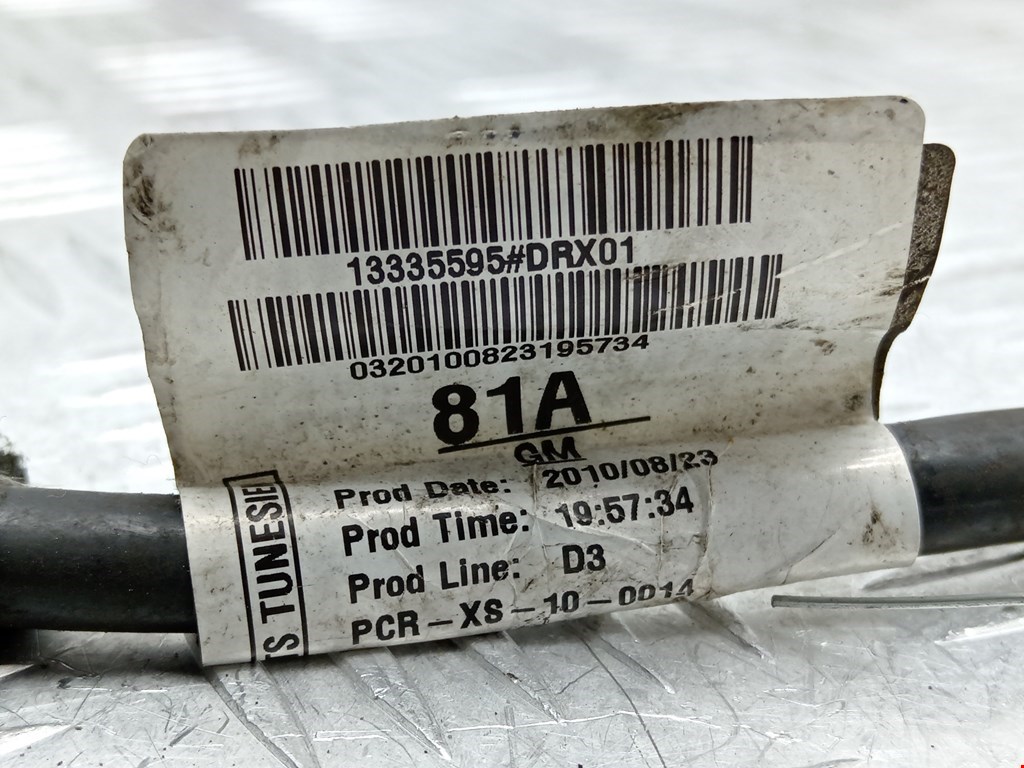 13335595#DRX01
0320100823195734
81A
GM
Prod Date: 2010/08/23
Prod Time: 19:57:34
Prod Line: D3
PCR-XS-10-0014
TS TUNESIE